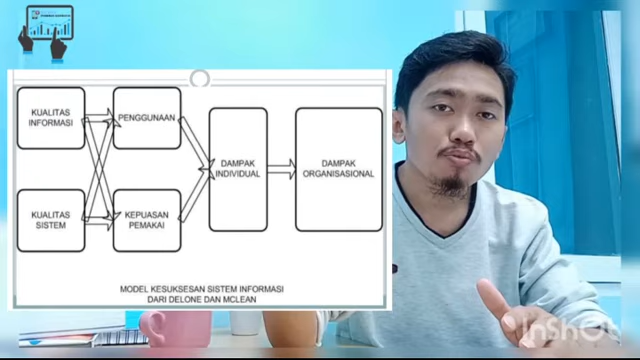 KUALITAS
INFORMASI
PENGGUNAAN
DAMPAK
INDIVIDUAL
DAMPAK
ORGANISASIONAL
KUALITAS
SISTEM
KEPUASAN
PEMAKAI
MODEL KESUKSESAN SISTEM INFORMASI
DARI DELONE DAN MCLEAN
InShOt